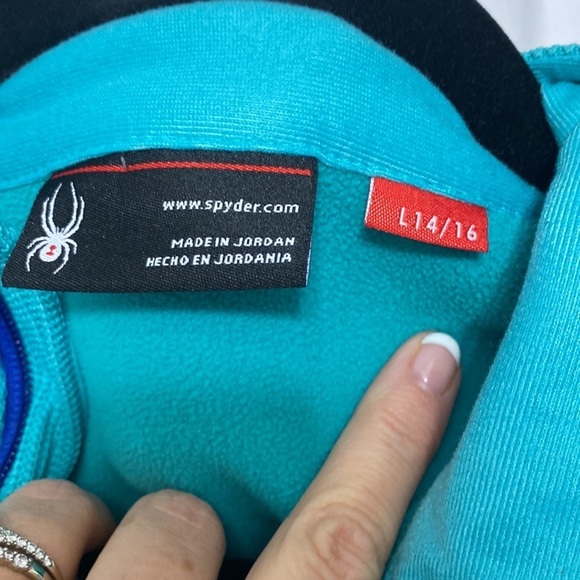 www.spyder.com
MADE IN JORDAN
HECHO EN JORDANIA
L14/16